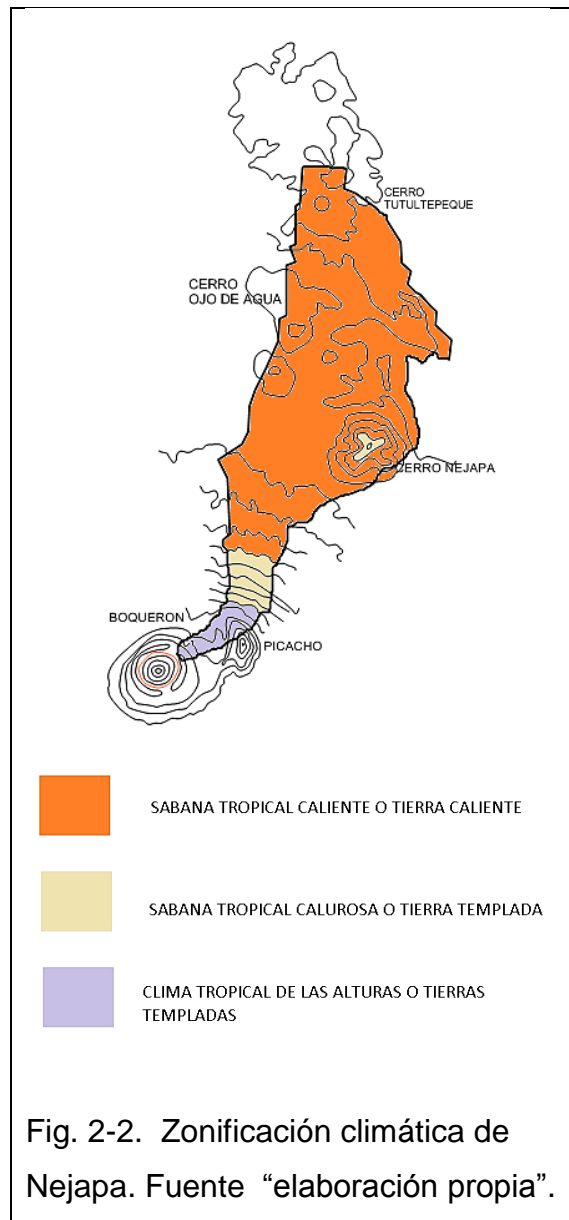 CERRO
TUTULTEPEQUE
CERRO
OJO DE AGUA
CERRO NEJAPA
BOQUERON
PICACHO
SABANA TROPICAL CALIENTE O TIERRA CALIENTE
SABANA TROPICAL CALUROSA O TIERRA TEMPLADA
CLIMA TROPICAL DE LAS ALTURAS O TIERRAS
TEMPLADAS
Fig. 2-2. Zonificación climática de
Nejapa. Fuente “elaboración propia”.